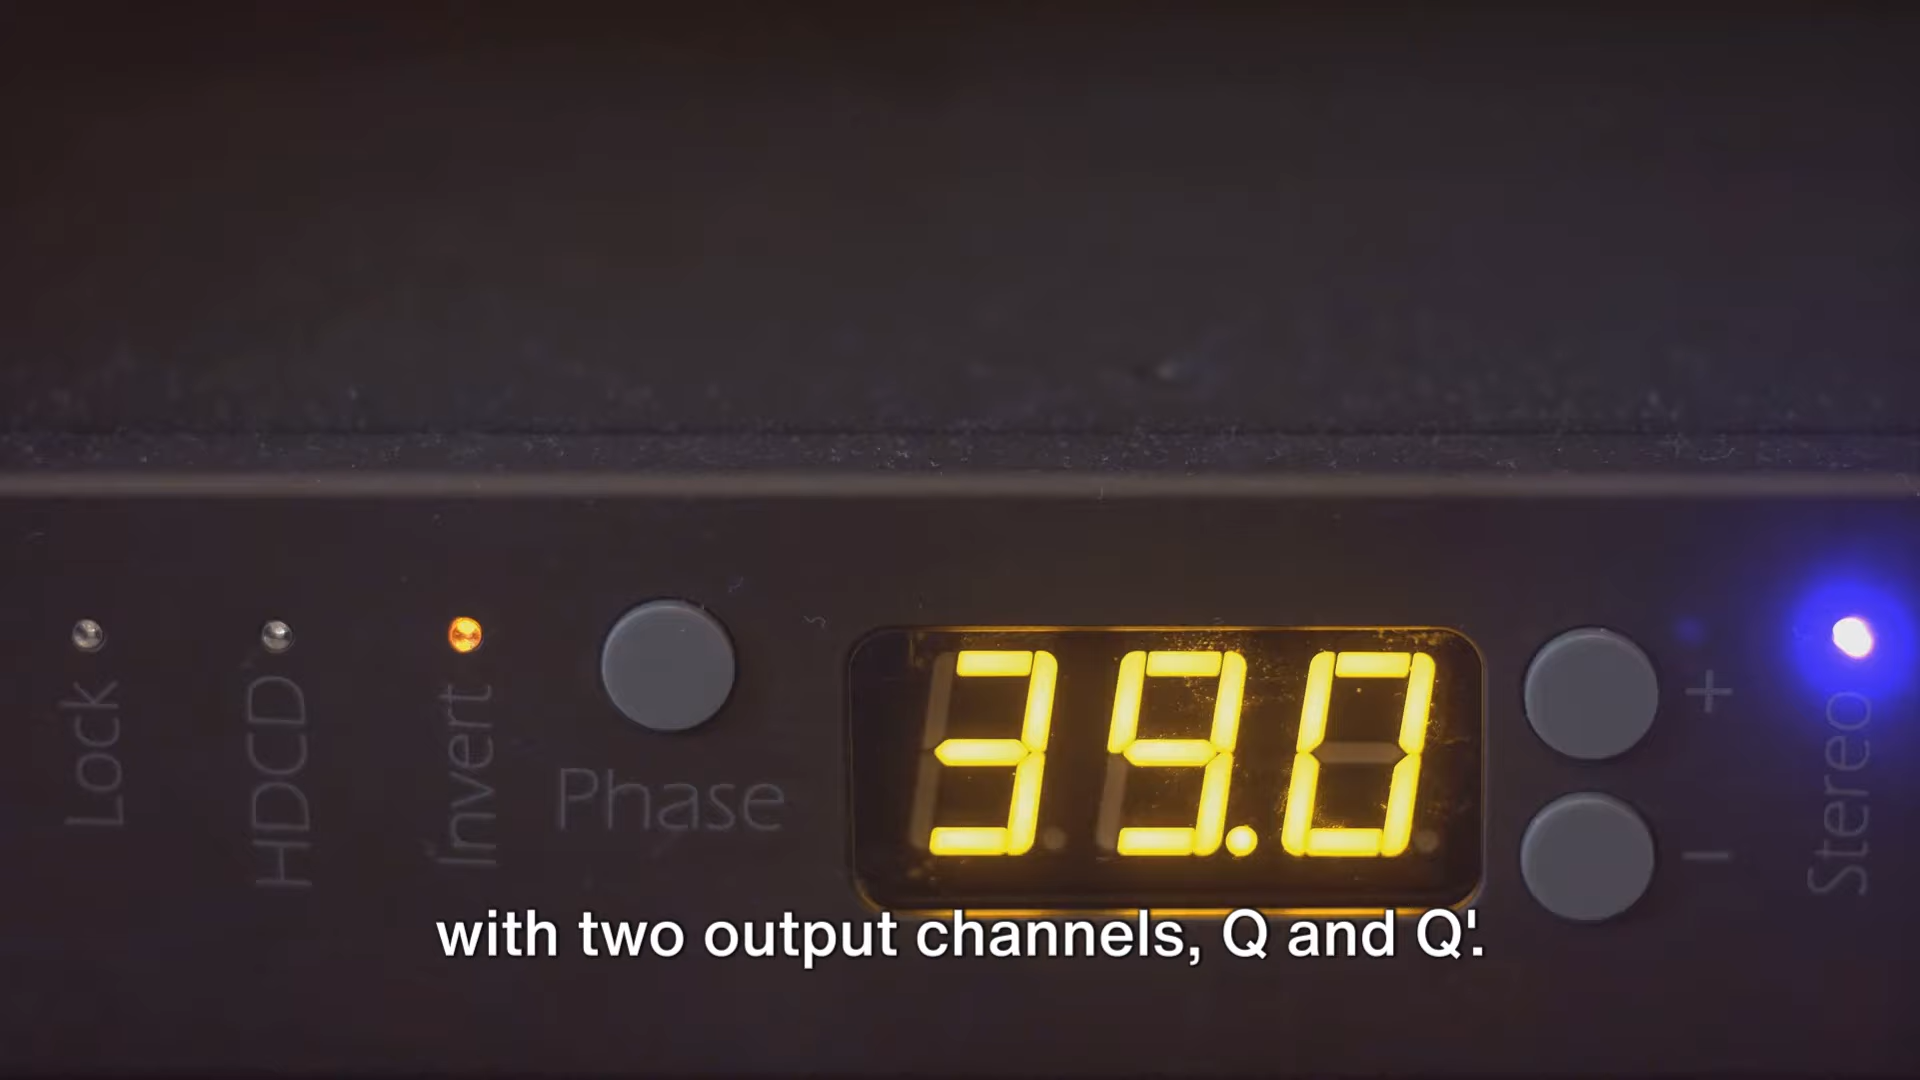 Lock
HDCD
Invert
Phase
39.0
+
−
Stereo
with two output channels, Q and Q'.